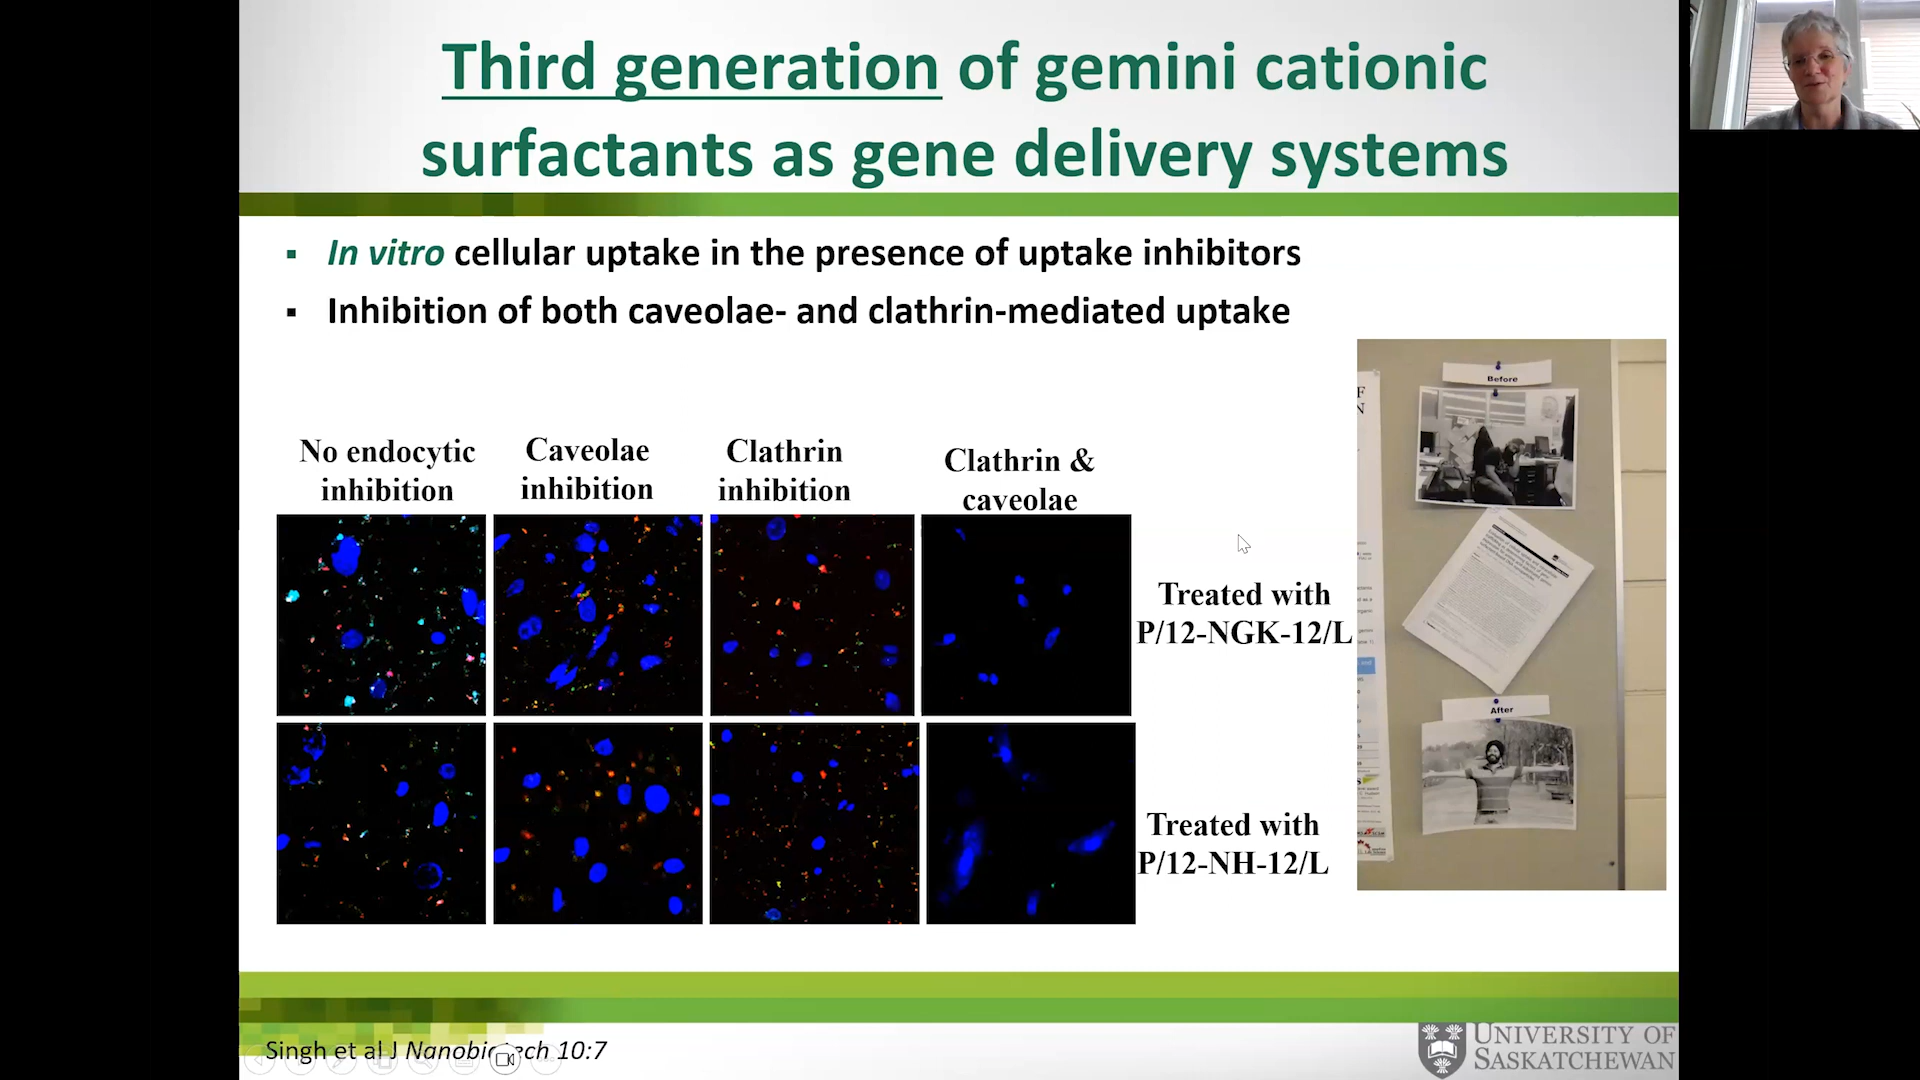 Third generation of gemini cationic
surfactants as gene delivery systems
▪ In vitro cellular uptake in the presence of uptake inhibitors
▪ Inhibition of both caveolae- and clathrin-mediated uptake
No endocytic
inhibition
Caveolae
inhibition
Clathrin
inhibition
Clathrin &
caveolae
Treated with
P/12-NGK-12/L
Treated with
P/12-NH-12/L
Before
After
Singh et al J Nanobiotech 10:7
UNIVERSITY OF
SASKATCHEWAN